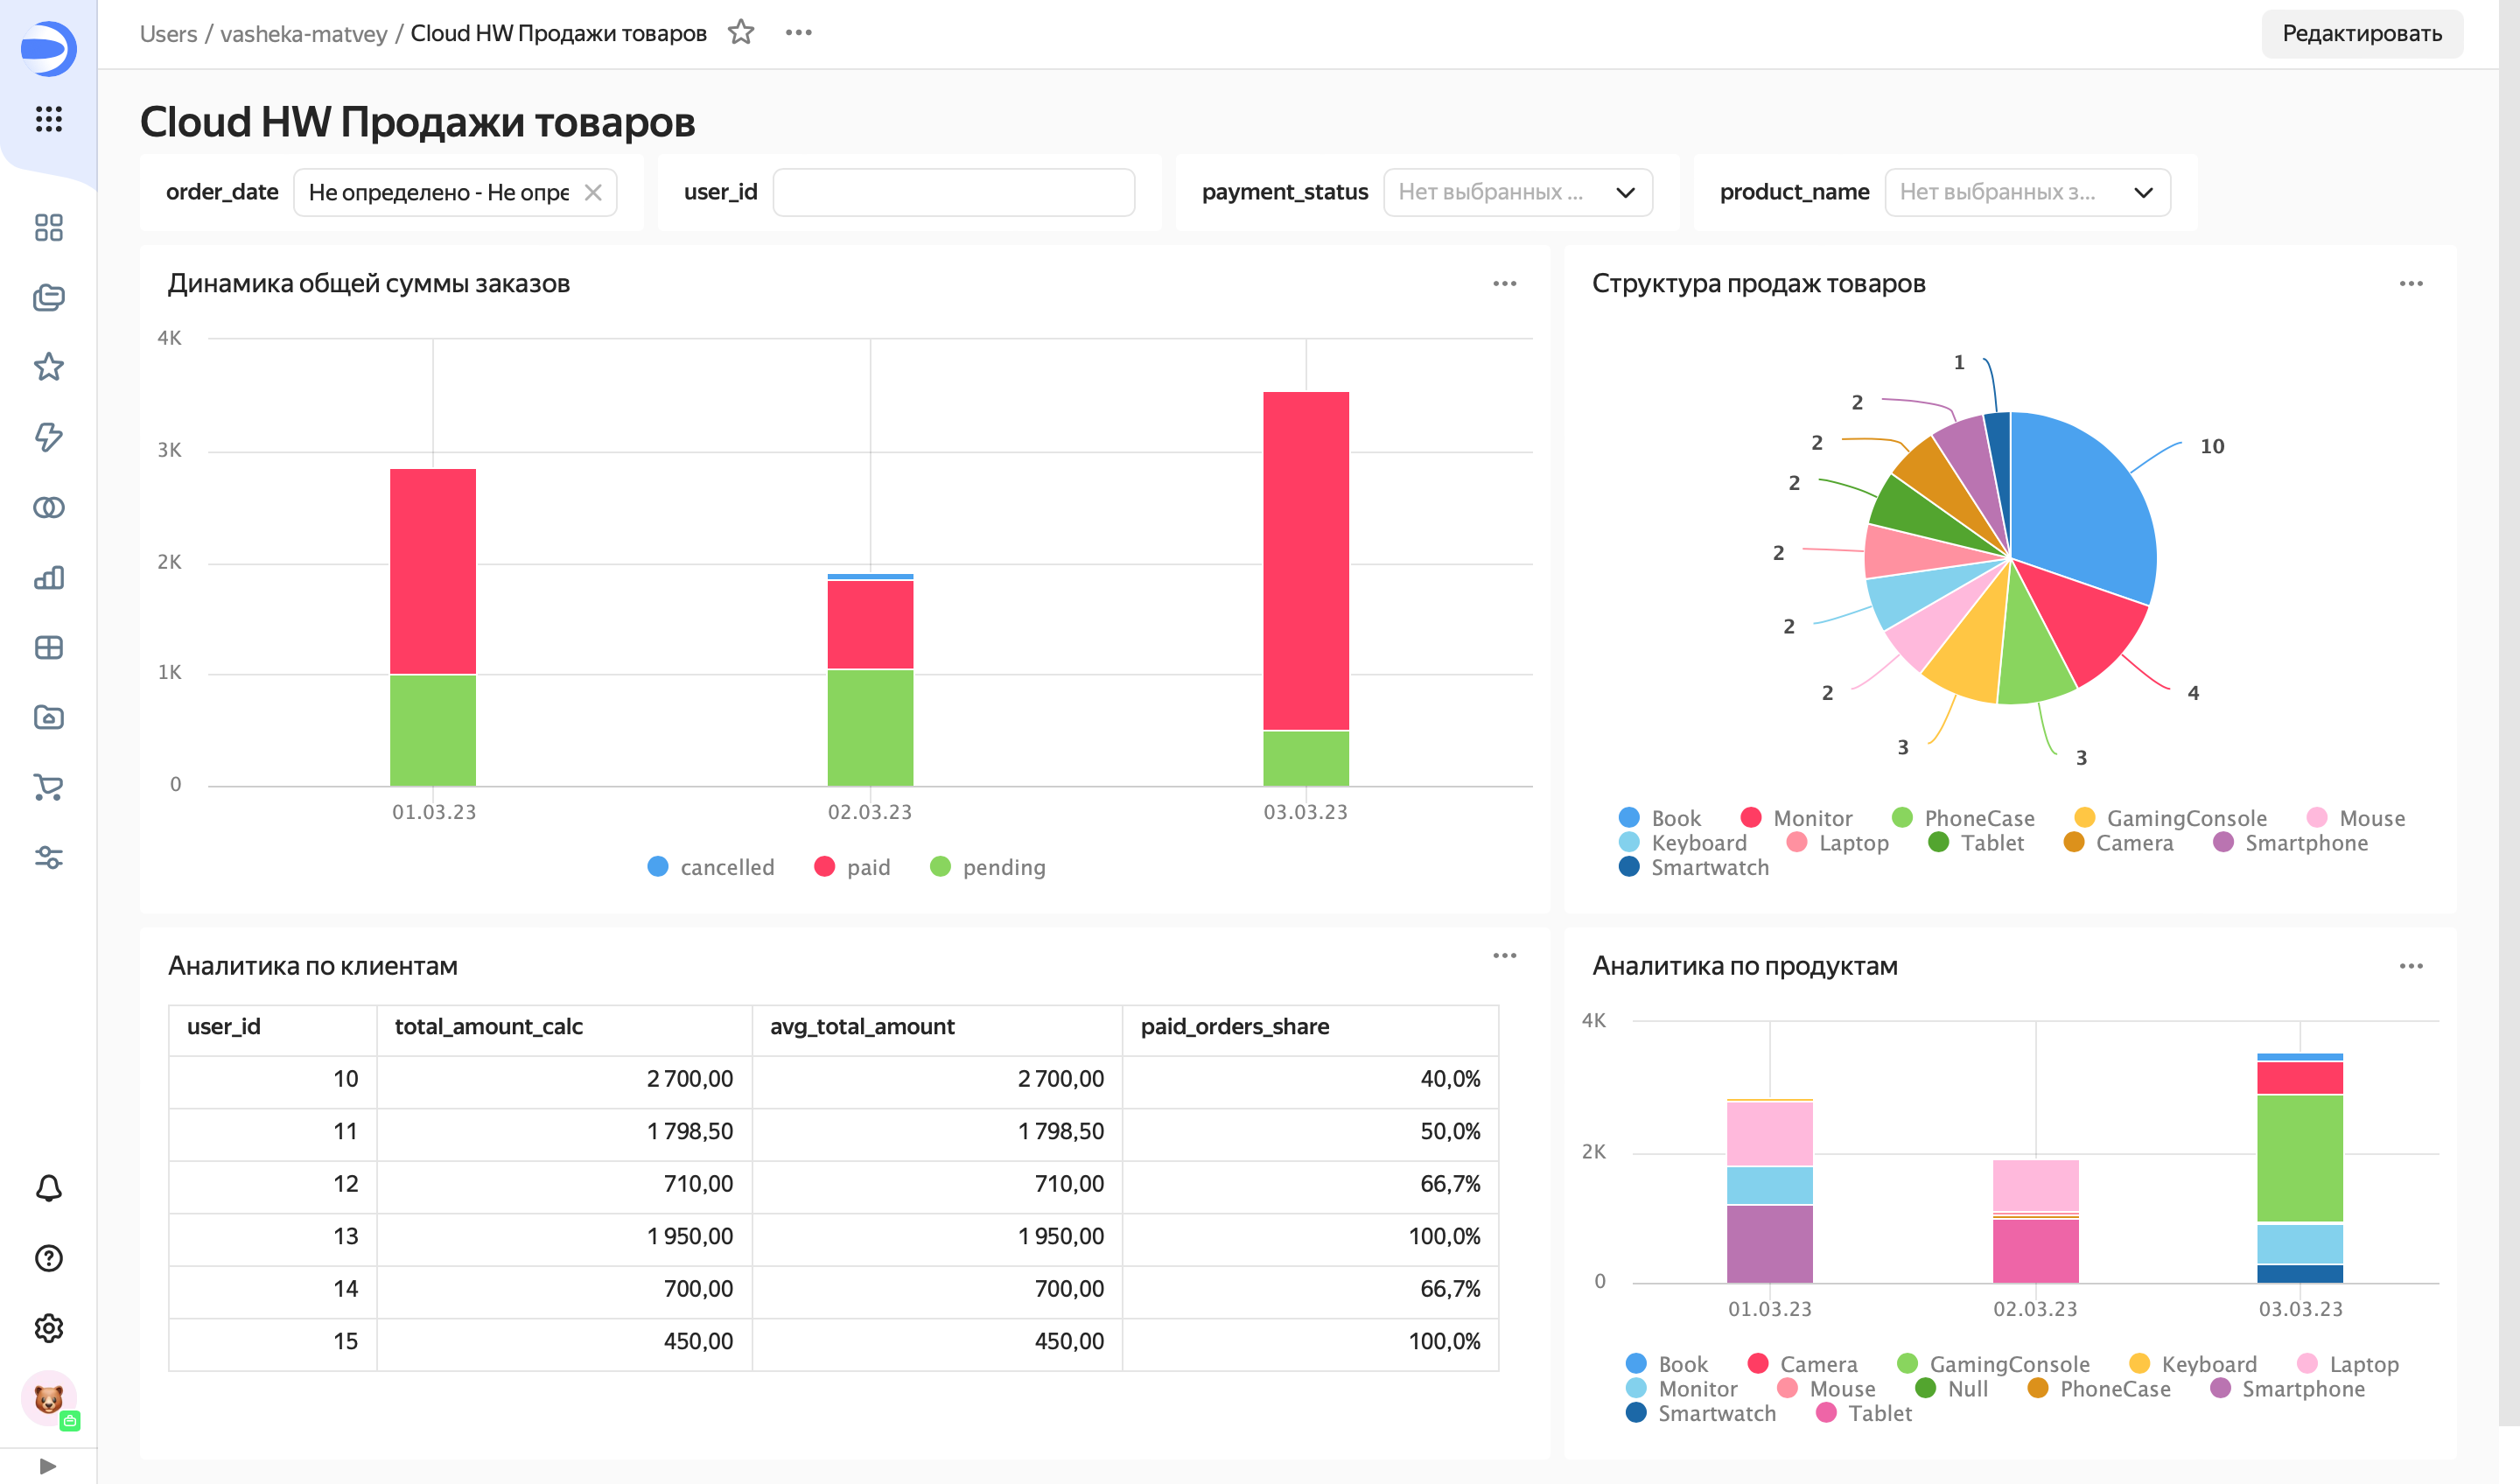 Users / vasheka-matvey / Cloud HW Продажи товаров
Редактировать
Cloud HW Продажи товаров
order_date Не определено - Не опре
user_id
payment_status Нет выбранных ...
product_name Нет выбранных з...
Динамика общей суммы заказов
4K
3K
2K
1K
0
01.03.23 02.03.23 03.03.23
cancelled paid pending
Структура продаж товаров
1
2
2
2
2
2
2
3
3
4
10
Book Monitor PhoneCase GamingConsole Mouse
Keyboard Laptop Tablet Camera Smartphone
Smartwatch
Аналитика по клиентам
user_id total_amount_calc avg_total_amount paid_orders_share
10 2 700,00 2 700,00 40,0%
11 1 798,50 1 798,50 50,0%
12 710,00 710,00 66,7%
13 1 950,00 1 950,00 100,0%
14 700,00 700,00 66,7%
15 450,00 450,00 100,0%
Аналитика по продуктам
4K
2K
0
01.03.23 02.03.23 03.03.23
Book Camera GamingConsole Keyboard Laptop
Monitor Mouse Null PhoneCase Smartphone
Smartwatch Tablet